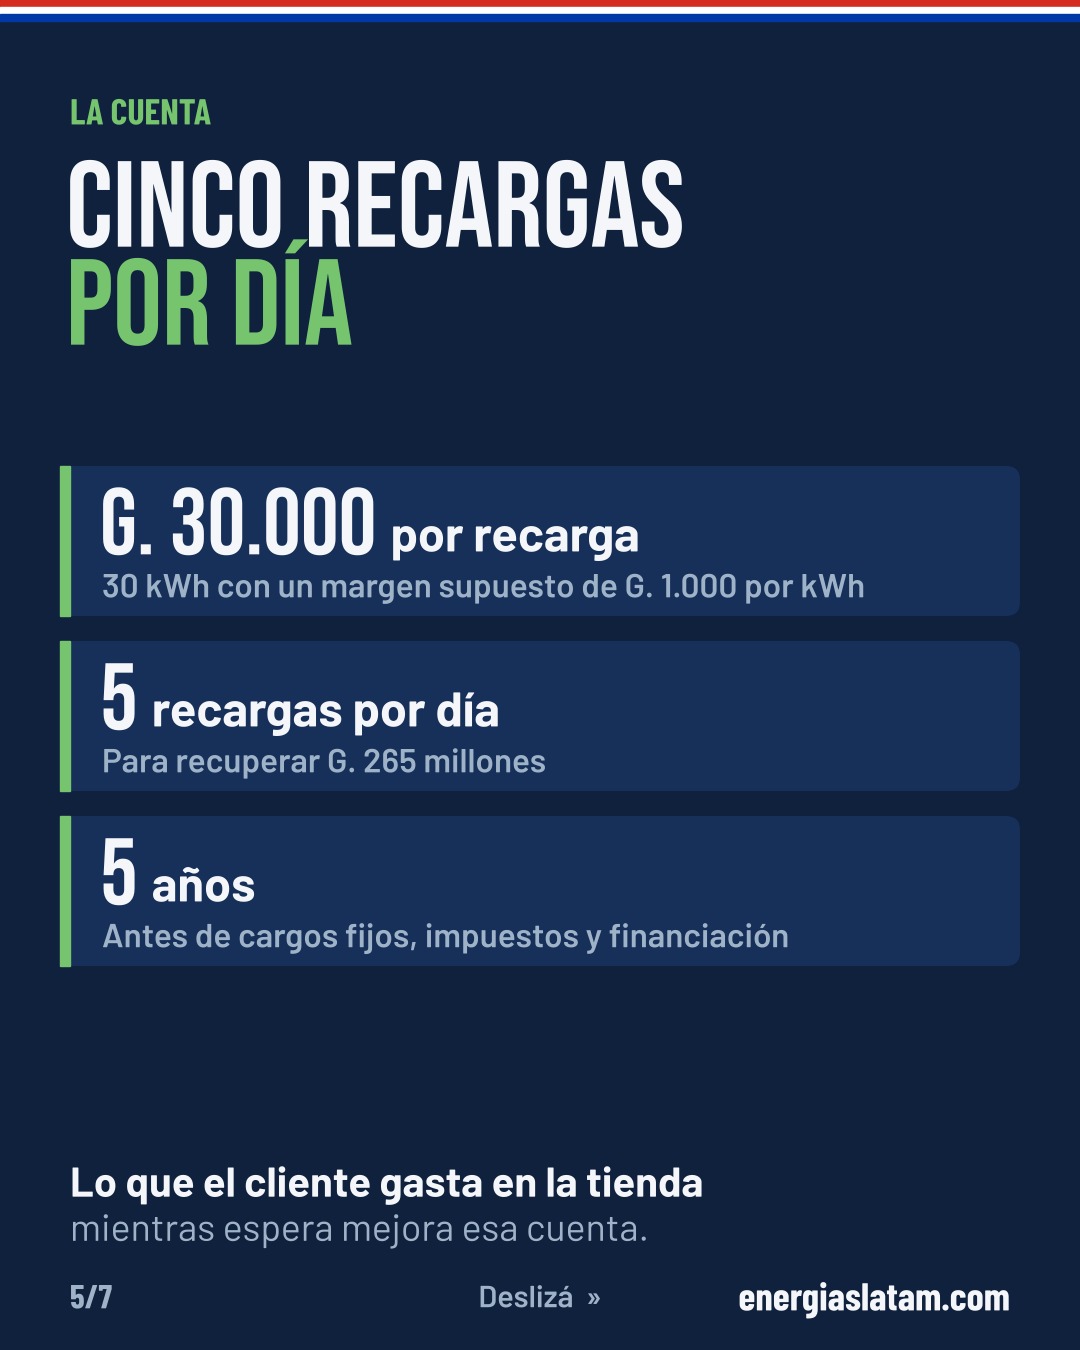 LA CUENTA
CINCO RECARGAS
POR DÍA
G. 30.000 por recarga
30 kWh con un margen supuesto de G. 1.000 por kWh
5 recargas por día
Para recuperar G. 265 millones
5 años
Antes de cargos fijos, impuestos y financiación
Lo que el cliente gasta en la tienda
mientras espera mejora esa cuenta.
5/7 Deslizá » energiaslatam.com